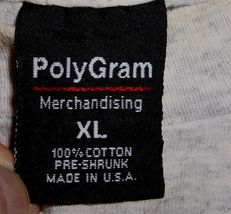 PolyGram
Merchandising
XL
100% COTTON
PRE-SHRUNK
MADE IN U.S.A.